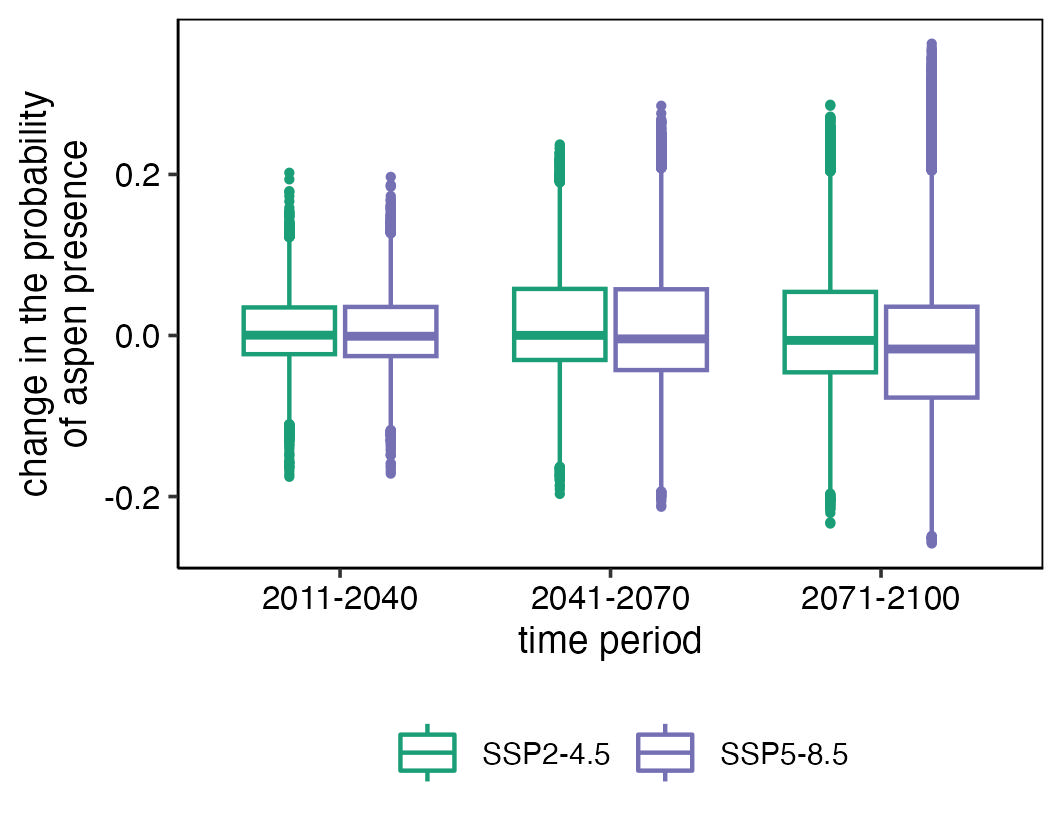 change in the probability
of aspen presence
0.2
0.0
-0.2
2011-2040 2041-2070 2071-2100
time period
SSP2-4.5 SSP5-8.5